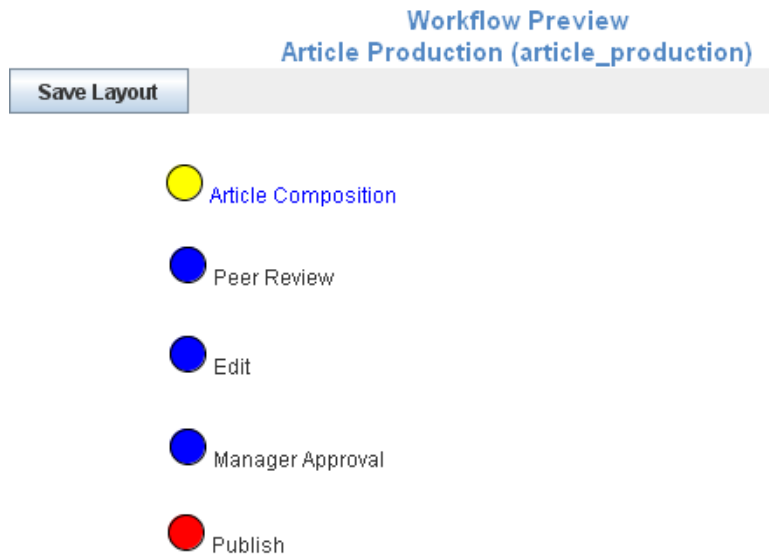 Workflow Preview
Article Production (article_production)
Save Layout
Article Composition
Peer Review
Edit
Manager Approval
Publish